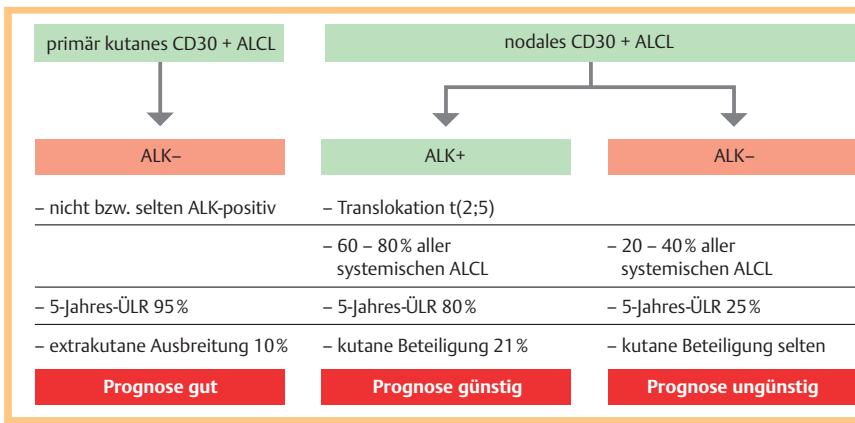 primär kutanes CD30 + ALCL
nodales CD30 + ALCL
ALK–
ALK+
ALK–
– nicht bzw. selten ALK-positiv
– Translokation t(2;5)
– 60 – 80 % aller
systemischen ALCL
– 20 – 40 % aller
systemischen ALCL
– 5-Jahres-ÜLR 95 %
– 5-Jahres-ÜLR 80 %
– 5-Jahres-ÜLR 25 %
– extrakutane Ausbreitung 10 %
– kutane Beteiligung 21 %
– kutane Beteiligung selten
Prognose gut
Prognose günstig
Prognose ungünstig